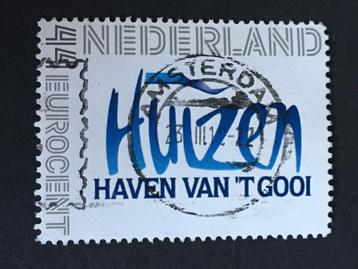 NEDERLAND
44 EUROCENT
AMSTERDAM
Huizen
HAVEN VAN 'T GOOI